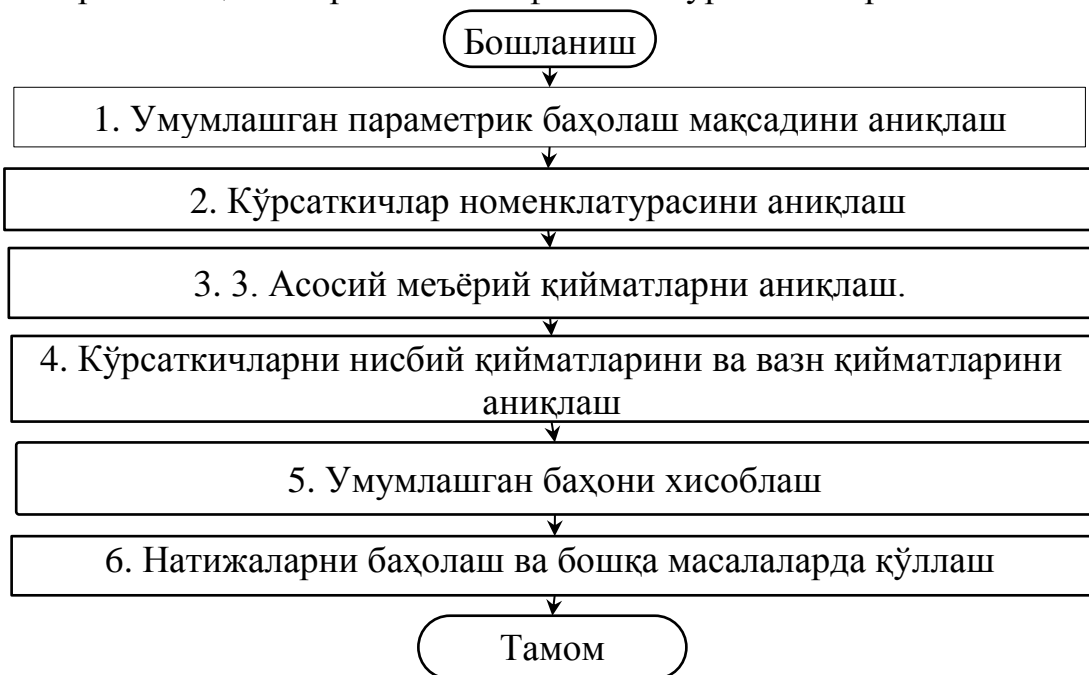 Бошланиш
1. Умумлашган параметрик баҳолаш мақсадини аниқлаш
2. Кўрсаткичлар номенклатурасини аниқлаш
3. 3. Асосий меъёрий қийматларни аниқлаш.
4. Кўрсаткичларни нисбий қийматларини ва вазн қийматларини
аниқлаш
5. Умумлашган баҳони хисоблаш
6. Натижаларни баҳолаш ва бошқа масалаларда қўллаш
Тамом